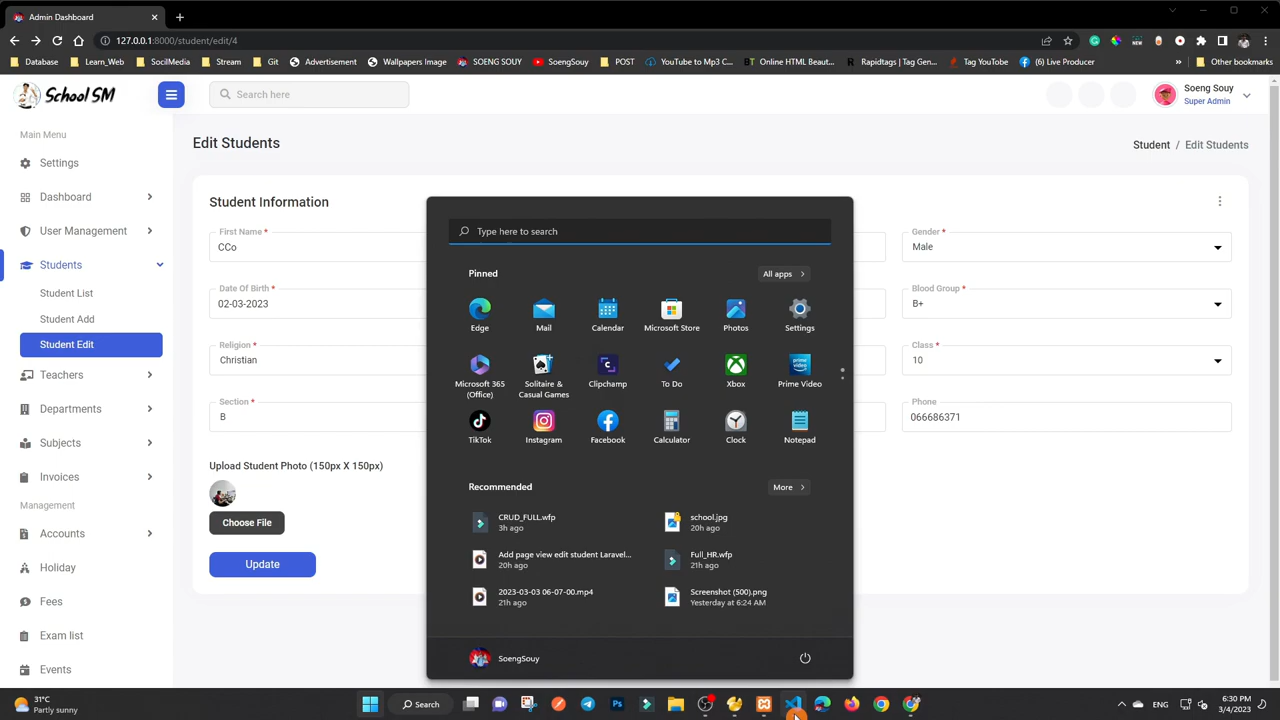 Admin Dashboard
127.0.0.1:8000/student/edit/4
Database
Learn_Web
SocilMedia
Stream
Git
Advertisement
Wallpapers Image
SOENG SOUY
SoengSouy
POST
YouTube to Mp3 C...
Online HTML Beaut...
Rapidtags | Tag Gen...
Tag YouTube
(6) Live Producer
»
Other bookmarks
School SM
Search here
Soeng Souy
Super Admin
Main Menu
Settings
Dashboard
User Management
Students
Student List
Student Add
Student Edit
Teachers
Departments
Subjects
Invoices
Management
Accounts
Holiday
Fees
Exam list
Events
Edit Students
Student / Edit Students
Student Information
First Name *
CCo
Gender *
Male
Date Of Birth *
02-03-2023
Blood Group *
B+
Religion *
Christian
Class *
10
Section *
B
Phone
066686371
Upload Student Photo (150px X 150px)
Choose File
Update
Type here to search
Pinned
All apps
Edge
Mail
Calendar
Microsoft Store
Photos
Settings
Microsoft 365
(Office)
Solitaire &
Casual Games
Clipchamp
To Do
Xbox
Prime Video
TikTok
Instagram
Facebook
Calculator
Clock
Notepad
Recommended
More
CRUD_FULL.wfp
3h ago
school.jpg
20h ago
Add page view edit student Laravel...
20h ago
Full_HR.wfp
21h ago
2023-03-03 06-07-00.mp4
21h ago
Screenshot (500).png
Yesterday at 6:24 AM
SoengSouy
31°C
Partly sunny
Search
ENG
6:30 PM
3/4/2023